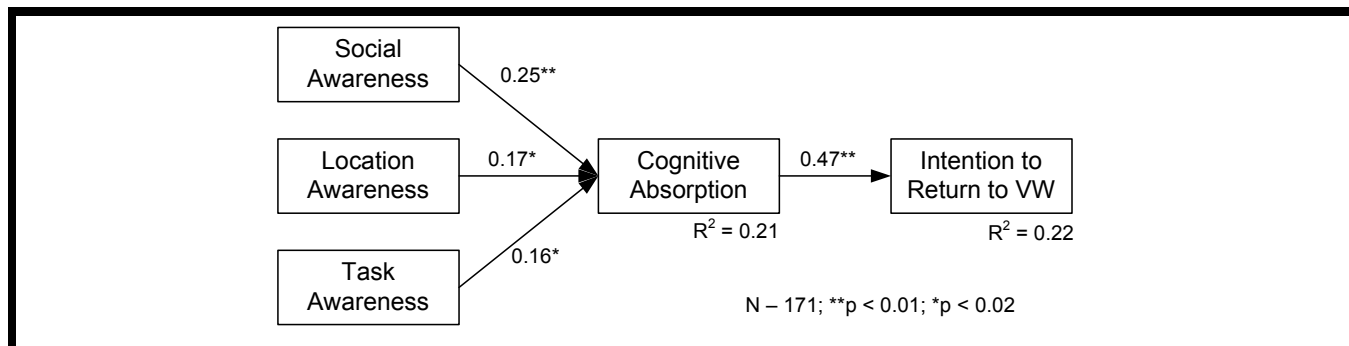 Social
Awareness
0.25**
Location
Awareness
0.17*
Cognitive
Absorption
0.47**
Intention to
Return to VW
R² = 0.21
R² = 0.22
0.16*
Task
Awareness
N – 171; **p < 0.01; *p < 0.02